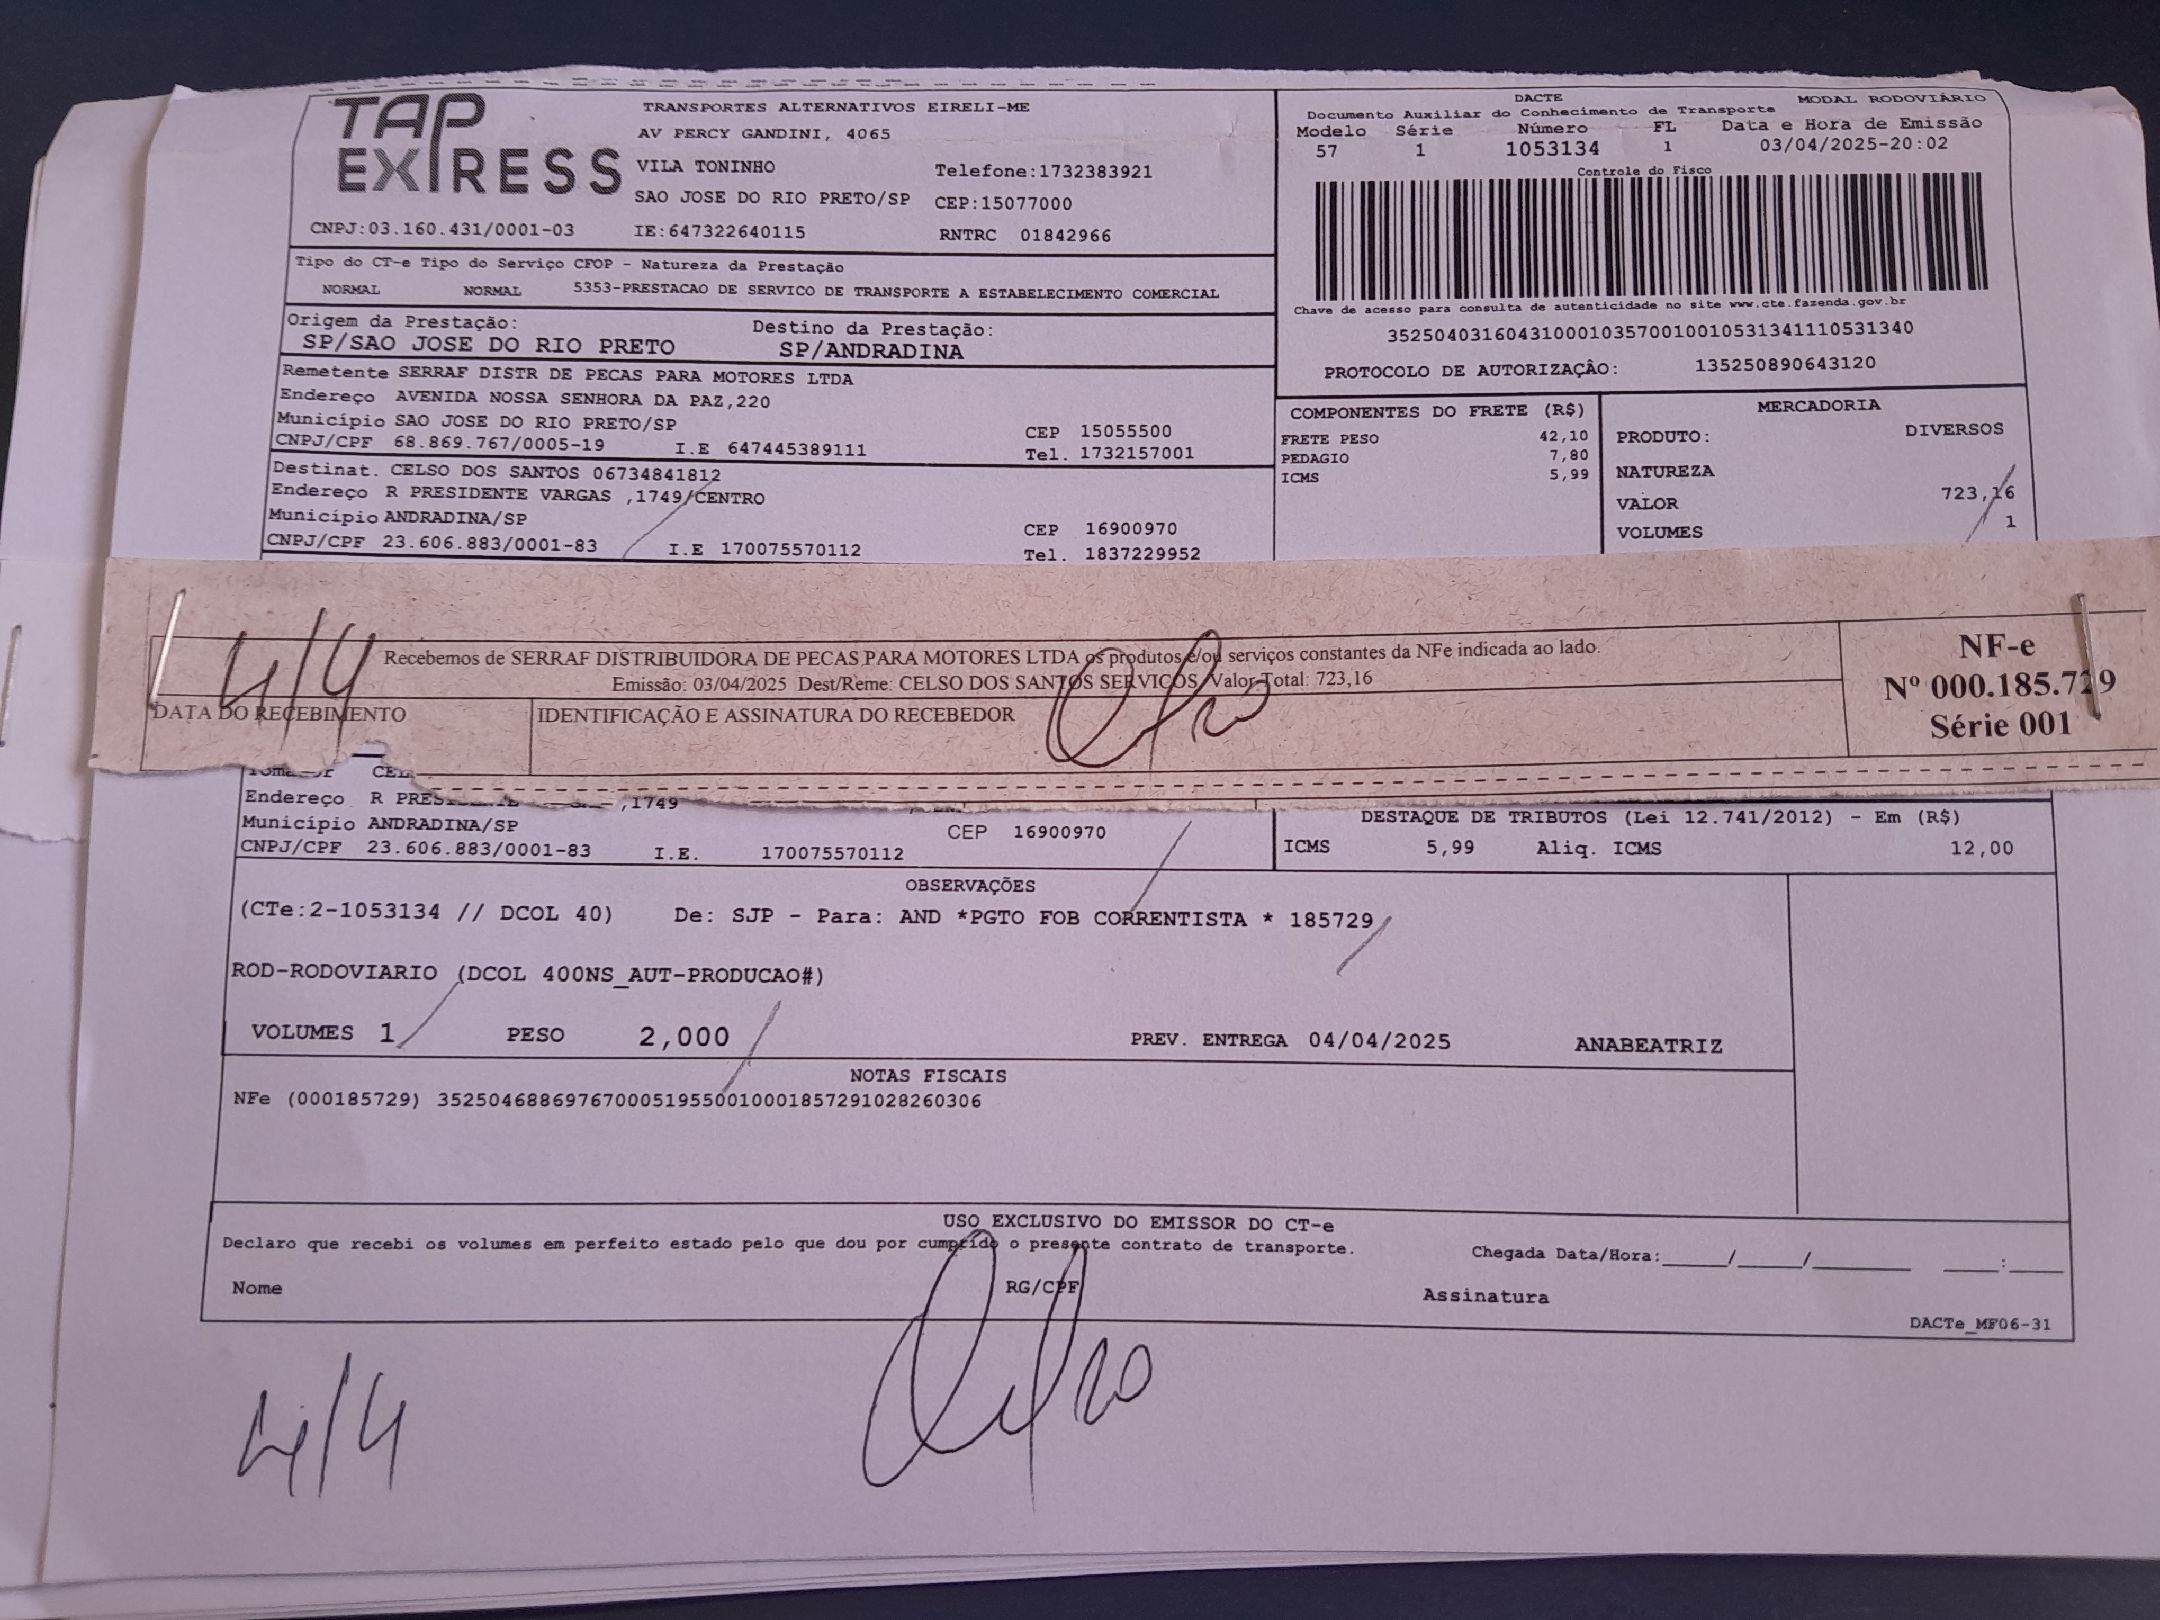 TAP EXPRESS
TRANSPORTES ALTERNATIVOS EIRELI-ME
AV PERCY GANDINI, 4065
VILA TONINHO Telefone:1732383921
SAO JOSE DO RIO PRETO/SP CEP:15077000
CNPJ:03.160.431/0001-03 IE:647322640115 RNTRC 01842966
DACTE MODAL RODOVIÁRIO
Documento Auxiliar do Conhecimento de Transporte
Modelo Série Número FL Data e Hora de Emissão
57 1 1053134 1 03/04/2025-20:02
Controle do Fisco
Chave de acesso para consulta de autenticidade no site www.cte.fazenda.gov.br
35250403160431000103570010010531341110531340
PROTOCOLO DE AUTORIZAÇÂO: 135250890643120
Tipo do CT-e Tipo do Serviço CFOP - Natureza da Prestação
NORMAL NORMAL 5353-PRESTACAO DE SERVICO DE TRANSPORTE A ESTABELECIMENTO COMERCIAL
Origem da Prestação: Destino da Prestação:
SP/SAO JOSE DO RIO PRETO SP/ANDRADINA
Remetente SERRAF DISTR DE PECAS PARA MOTORES LTDA
Endereço AVENIDA NOSSA SENHORA DA PAZ,220
Município SAO JOSE DO RIO PRETO/SP CEP 15055500
CNPJ/CPF 68.869.767/0005-19 I.E 647445389111 Tel. 1732157001
Destinat. CELSO DOS SANTOS 06734841812
Endereço R PRESIDENTE VARGAS ,1749/CENTRO
Município ANDRADINA/SP CEP 16900970
CNPJ/CPF 23.606.883/0001-83 I.E 170075570112 Tel. 1837229952
COMPONENTES DO FRETE (R$)
FRETE PESO 42,10
PEDAGIO 7,80
ICMS 5,99
MERCADORIA
PRODUTO: DIVERSOS
NATUREZA
VALOR 723,16
VOLUMES 1
4/4
Recebemos de SERRAF DISTRIBUIDORA DE PECAS PARA MOTORES LTDA os produtos e/ou serviços constantes da NFe indicada ao lado.
Emissão: 03/04/2025 Dest/Reme: CELSO DOS SANTOS SERVICOS Valor Total: 723,16
DATA DO RECEBIMENTO IDENTIFICAÇÃO E ASSINATURA DO RECEBEDOR
NF-e
Nº 000.185.729
Série 001
Endereço R PRES ,1749
Município ANDRADINA/SP CEP 16900970
CNPJ/CPF 23.606.883/0001-83 I.E. 170075570112
DESTAQUE DE TRIBUTOS (Lei 12.741/2012) - Em (R$)
ICMS 5,99 Aliq. ICMS 12,00
OBSERVAÇÕES
(CTe:2-1053134 // DCOL 40) De: SJP - Para: AND *PGTO FOB CORRENTISTA * 185729
ROD-RODOVIARIO (DCOL 400NS_AUT-PRODUCAO#)
VOLUMES 1 PESO 2,000 PREV. ENTREGA 04/04/2025 ANABEATRIZ
NOTAS FISCAIS
NFe (000185729) 35250468869767000519550010001857291028260306
USO EXCLUSIVO DO EMISSOR DO CT-e
Declaro que recebi os volumes em perfeito estado pelo que dou por cumprido o presente contrato de transporte.
Chegada Data/Hora:_____/_____/_______ ____:____
Nome RG/CPF Assinatura
DACTe_MF06-31
4/4